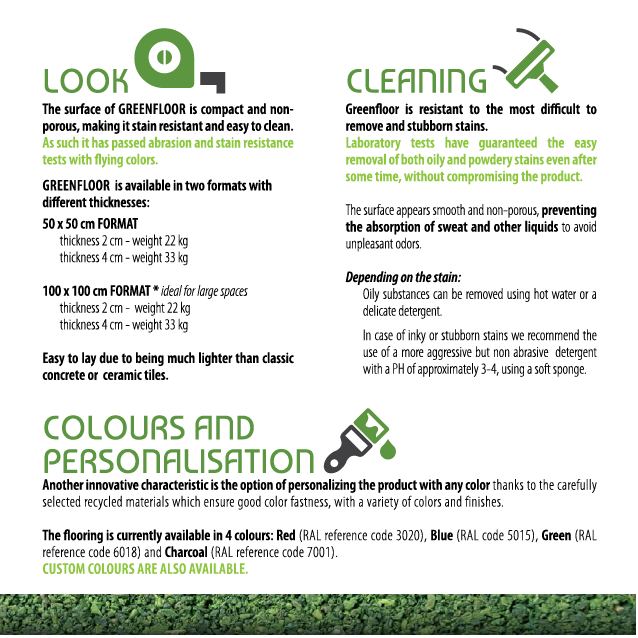 LOOK
The surface of GREENFLOOR is compact and non-
porous, making it stain resistant and easy to clean.
As such it has passed abrasion and stain resistance
tests with flying colors.
GREENFLOOR is available in two formats with
different thicknesses:
50 x 50 cm FORMAT
thickness 2 cm - weight 22 kg
thickness 4 cm - weight 33 kg
100 x 100 cm FORMAT * ideal for large spaces
thickness 2 cm - weight 22 kg
thickness 4 cm - weight 33 kg
Easy to lay due to being much lighter than classic
concrete or ceramic tiles.
CLEANING
Greenfloor is resistant to the most difficult to
remove and stubborn stains.
Laboratory tests have guaranteed the easy
removal of both oily and powdery stains even after
some time, without compromising the product.
The surface appears smooth and non-porous, preventing
the absorption of sweat and other liquids to avoid
unpleasant odors.
Depending on the stain:
Oily substances can be removed using hot water or a
delicate detergent.
In case of inky or stubborn stains we recommend the
use of a more aggressive but non abrasive detergent
with a PH of approximately 3-4, using a soft sponge.
COLOURS AND
PERSONALISATION
Another innovative characteristic is the option of personalizing the product with any color thanks to the carefully
selected recycled materials which ensure good color fastness, with a variety of colors and finishes.
The flooring is currently available in 4 colours: Red (RAL reference code 3020), Blue (RAL code 5015), Green (RAL
reference code 6018) and Charcoal (RAL reference code 7001).
CUSTOM COLOURS ARE ALSO AVAILABLE.